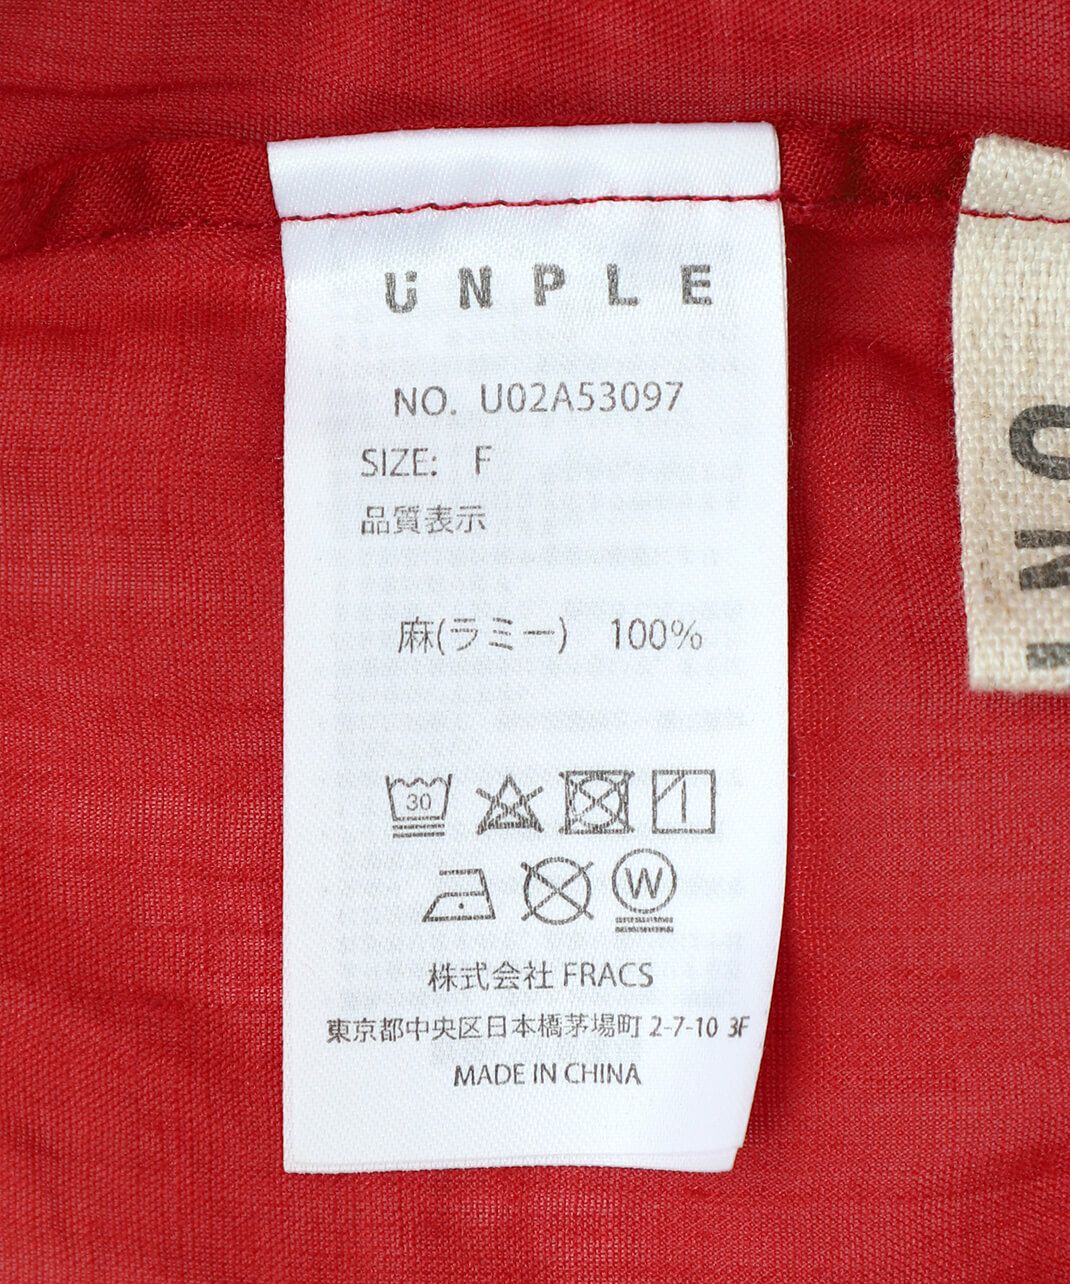 UNPLE
NO. U02A53097
SIZE: F
品質表示
麻(ラミー) 100%
30
W
株式会社 FRACS
東京都中央区日本橋茅場町 2-7-10 3F
MADE IN CHINA